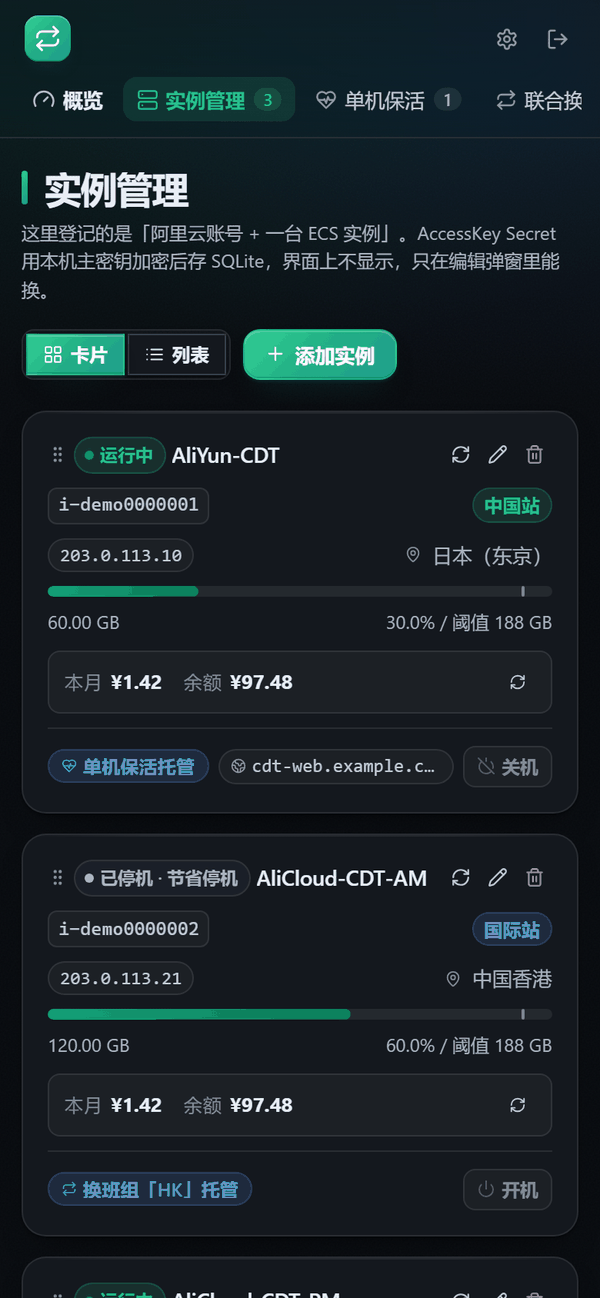 概览 实例管理 3 单机保活 1 联合换
实例管理
这里登记的是「阿里云账号 + 一台 ECS 实例」。AccessKey Secret
用本机主密钥加密后存 SQLite，界面上不显示，只在编辑弹窗里能
换。
卡片 列表 + 添加实例
运行中 AliYun-CDT
i-demo0000001 中国站
203.0.113.10 日本（东京）
60.00 GB 30.0% / 阈值 188 GB
本月 ¥1.42 余额 ¥97.48
单机保活托管 cdt-web.example.c… 关机
已停机 · 节省停机 AliCloud-CDT-AM
i-demo0000002 国际站
203.0.113.21 中国香港
120.00 GB 60.0% / 阈值 188 GB
本月 ¥1.42 余额 ¥97.48
换班组「HK」托管 开机
运行中 AliCloud-CDT-PM